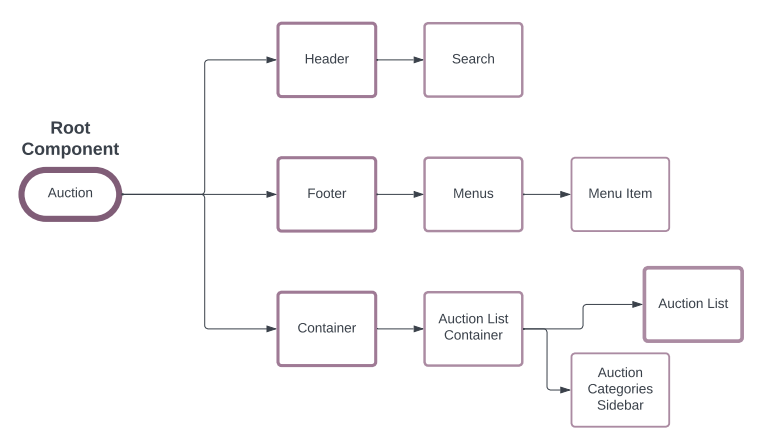 Root
Component
Auction
Header
Search
Footer
Menus
Menu Item
Container
Auction List
Container
Auction List
Auction
Categories
Sidebar